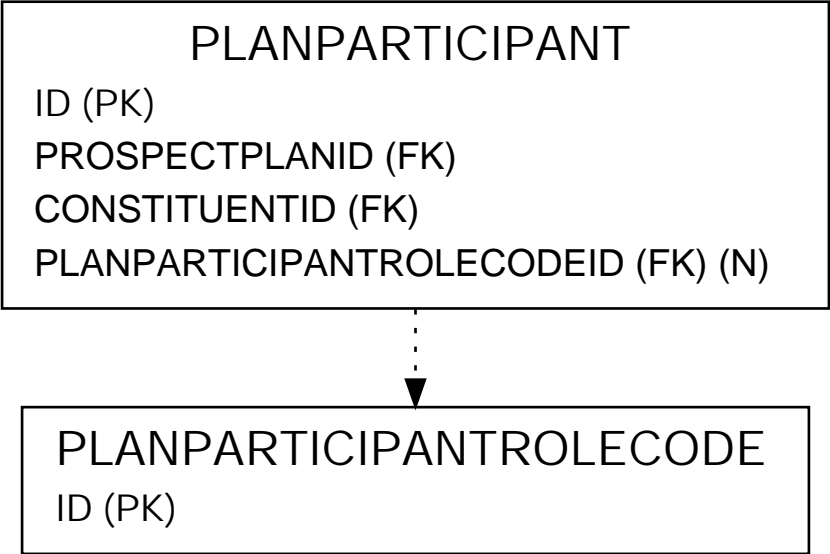 PLANPARTICIPANT
ID (PK)
PROSPECTPLANID (FK)
CONSTITUENTID (FK)
PLANPARTICIPANTROLECODEID (FK) (N)
PLANPARTICIPANTROLECODE
ID (PK)